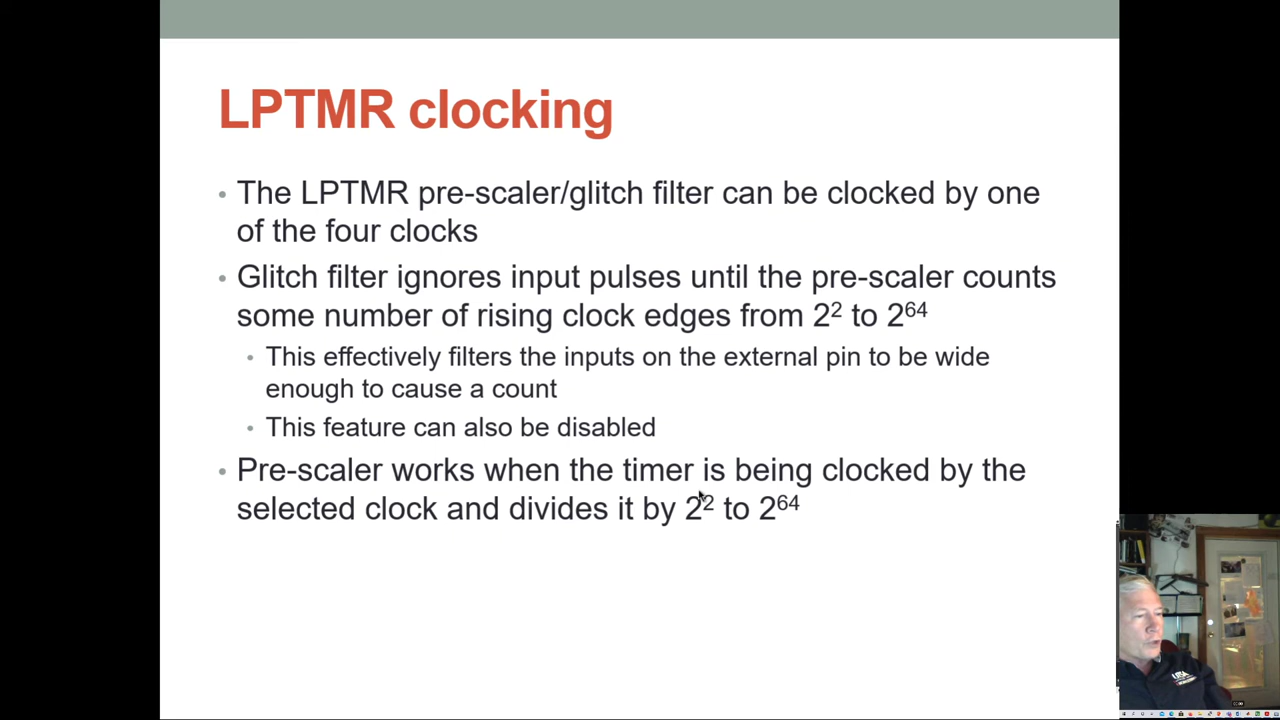 LPTMR clocking
• The LPTMR pre-scaler/glitch filter can be clocked by one
of the four clocks
• Glitch filter ignores input pulses until the pre-scaler counts
some number of rising clock edges from 2² to 2⁶⁴
• This effectively filters the inputs on the external pin to be wide
enough to cause a count
• This feature can also be disabled
• Pre-scaler works when the timer is being clocked by the
selected clock and divides it by 2² to 2⁶⁴